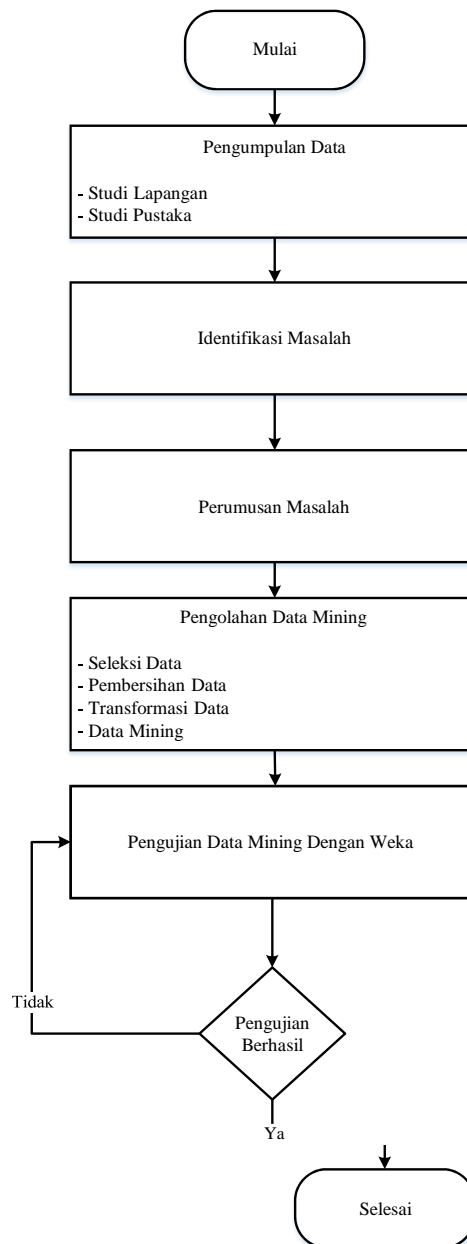 Mulai
Pengumpulan Data
- Studi Lapangan
- Studi Pustaka
Identifikasi Masalah
Perumusan Masalah
Pengolahan Data Mining
- Seleksi Data
- Pembersihan Data
- Transformasi Data
- Data Mining
Pengujian Data Mining Dengan Weka
Tidak
Pengujian
Berhasil
Ya
Selesai